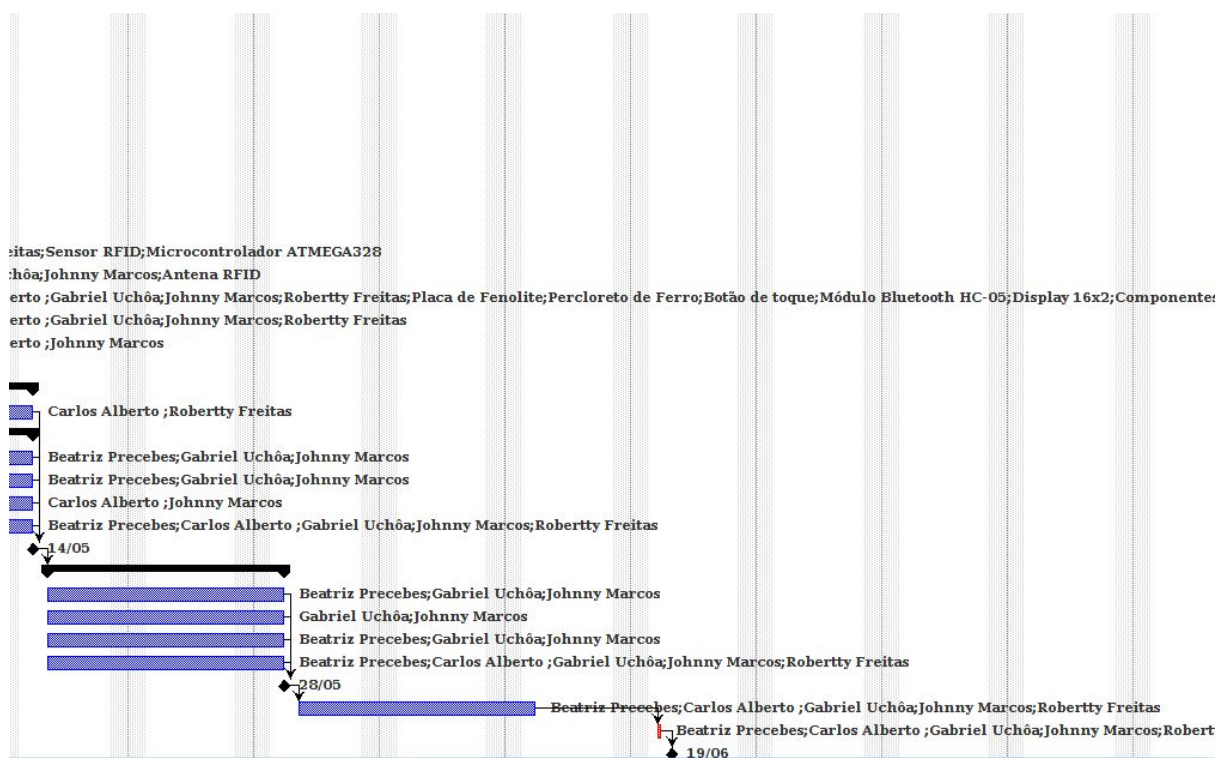 eitas;Sensor RFID;Microcontrolador ATMEGA328
chôa;Johnny Marcos;Antena RFID
erto ;Gabriel Uchôa;Johnny Marcos;Robertty Freitas;Placa de Fenolite;Percloreto de Ferro;Botão de toque;Módulo Bluetooth HC-05;Display 16x2;Componentes
erto ;Gabriel Uchôa;Johnny Marcos;Robertty Freitas
erto ;Johnny Marcos
Carlos Alberto ;Robertty Freitas
Beatriz Precebes;Gabriel Uchôa;Johnny Marcos
Beatriz Precebes;Gabriel Uchôa;Johnny Marcos
Carlos Alberto ;Johnny Marcos
Beatriz Precebes;Carlos Alberto ;Gabriel Uchôa;Johnny Marcos;Robertty Freitas
14/05
Beatriz Precebes;Gabriel Uchôa;Johnny Marcos
Gabriel Uchôa;Johnny Marcos
Beatriz Precebes;Gabriel Uchôa;Johnny Marcos
Beatriz Precebes;Carlos Alberto ;Gabriel Uchôa;Johnny Marcos;Robertty Freitas
28/05
Beatriz Precebes;Carlos Alberto ;Gabriel Uchôa;Johnny Marcos;Robertty Freitas
Beatriz Precebes;Carlos Alberto ;Gabriel Uchôa;Johnny Marcos;Robert
19/06